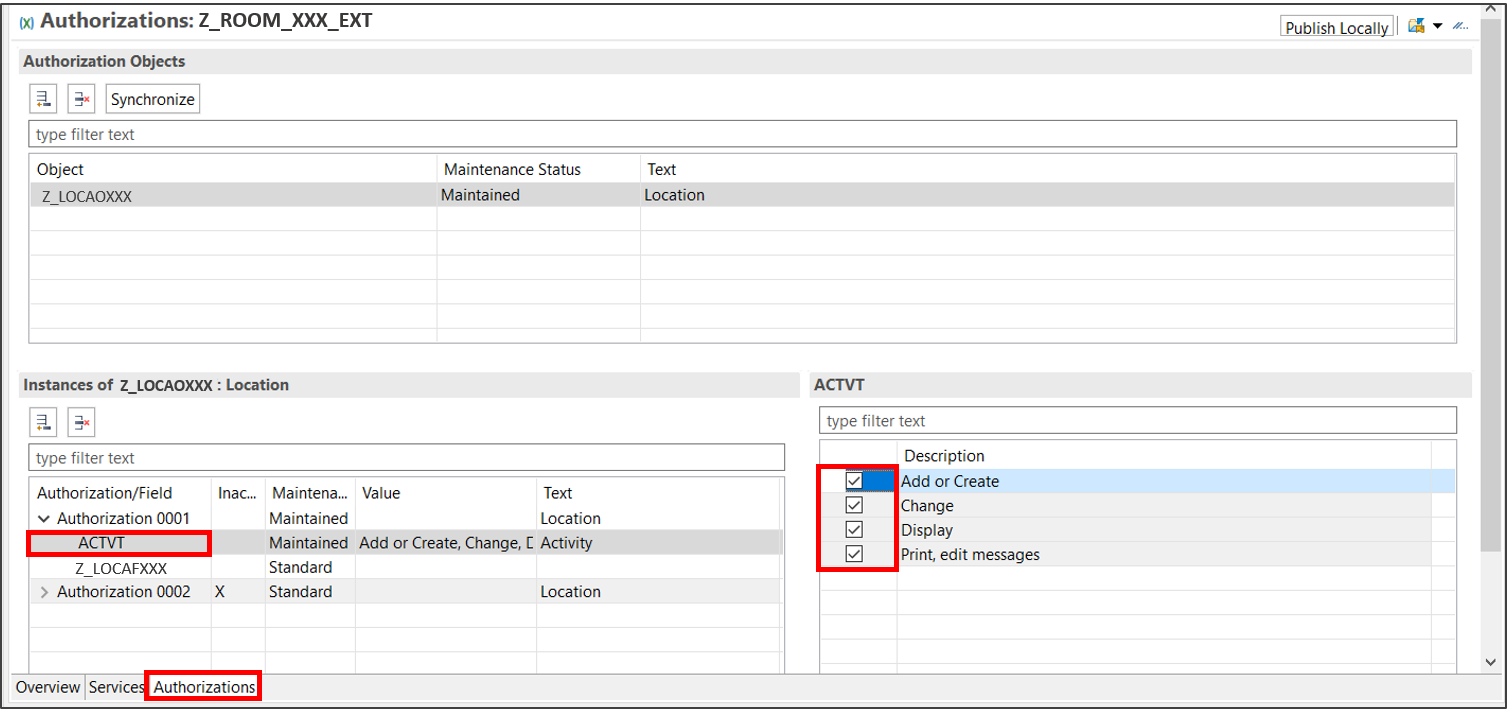 (x) Authorizations: Z_ROOM_XXX_EXT
Publish Locally
Authorization Objects
Synchronize
type filter text
Object Maintenance Status Text
Z_LOCAOXXX Maintained Location
Instances of Z_LOCAOXXX : Location
type filter text
Authorization/Field Inac... Maintena... Value Text
Authorization 0001 Maintained Location
ACTVT Maintained Add or Create, Change, D Activity
Z_LOCAFXXX Standard
Authorization 0002 X Standard Location
ACTVT
type filter text
Description
Add or Create
Change
Display
Print, edit messages
Overview Services Authorizations